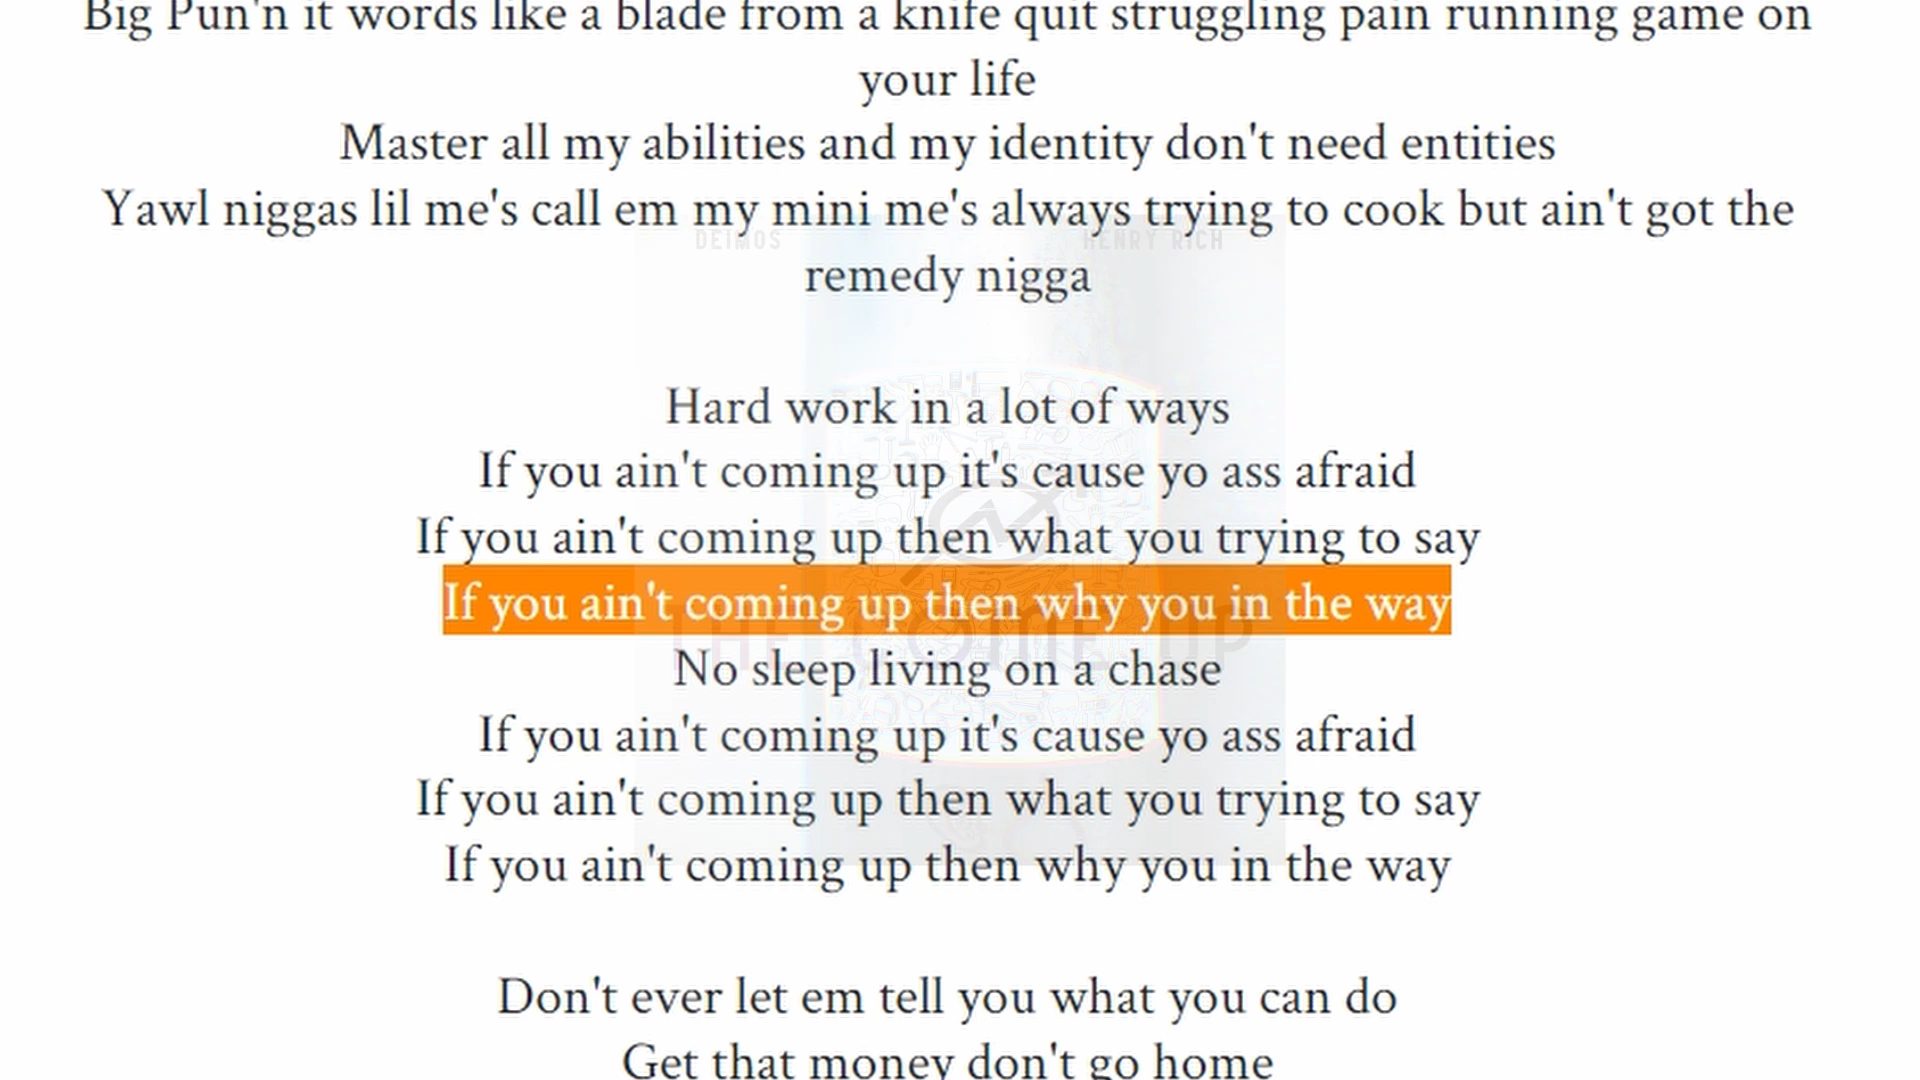 Big Pun'n it words like a blade from a knife quit struggling pain running game on
your life
Master all my abilities and my identity don't need entities
Yawl niggas lil me's call em my mini me's always trying to cook but ain't got the
DEIMOS HENRY RICH
remedy nigga
Hard work in a lot of ways
If you ain't coming up it's cause yo ass afraid
If you ain't coming up then what you trying to say
If you ain't coming up then why you in the way
THE COME UP
No sleep living on a chase
If you ain't coming up it's cause yo ass afraid
If you ain't coming up then what you trying to say
If you ain't coming up then why you in the way
Don't ever let em tell you what you can do
Get that money don't go home